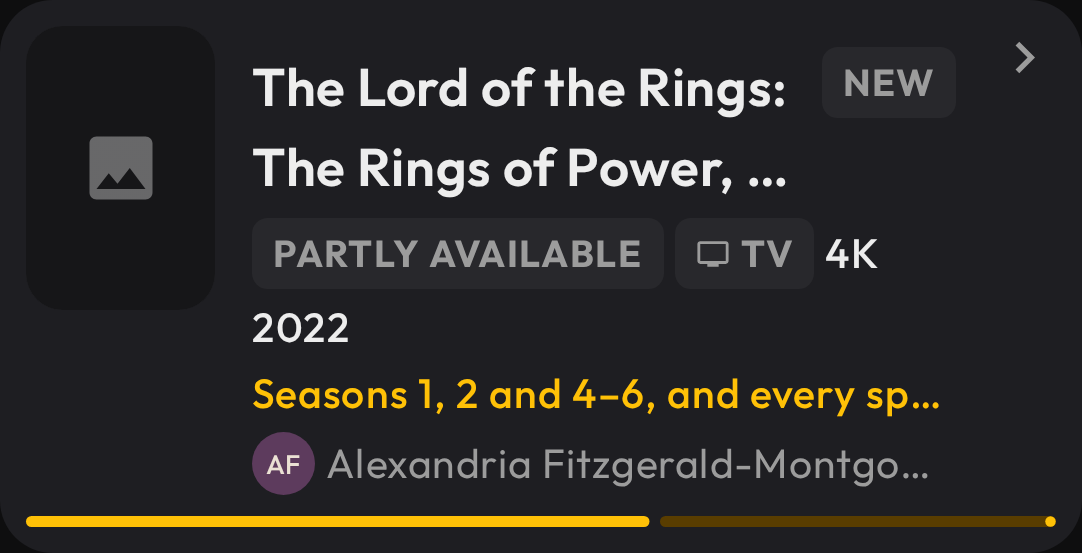 The Lord of the Rings: NEW
The Rings of Power, ...
PARTLY AVAILABLE TV 4K
2022
Seasons 1, 2 and 4–6, and every sp...
AF Alexandria Fitzgerald-Montgo...